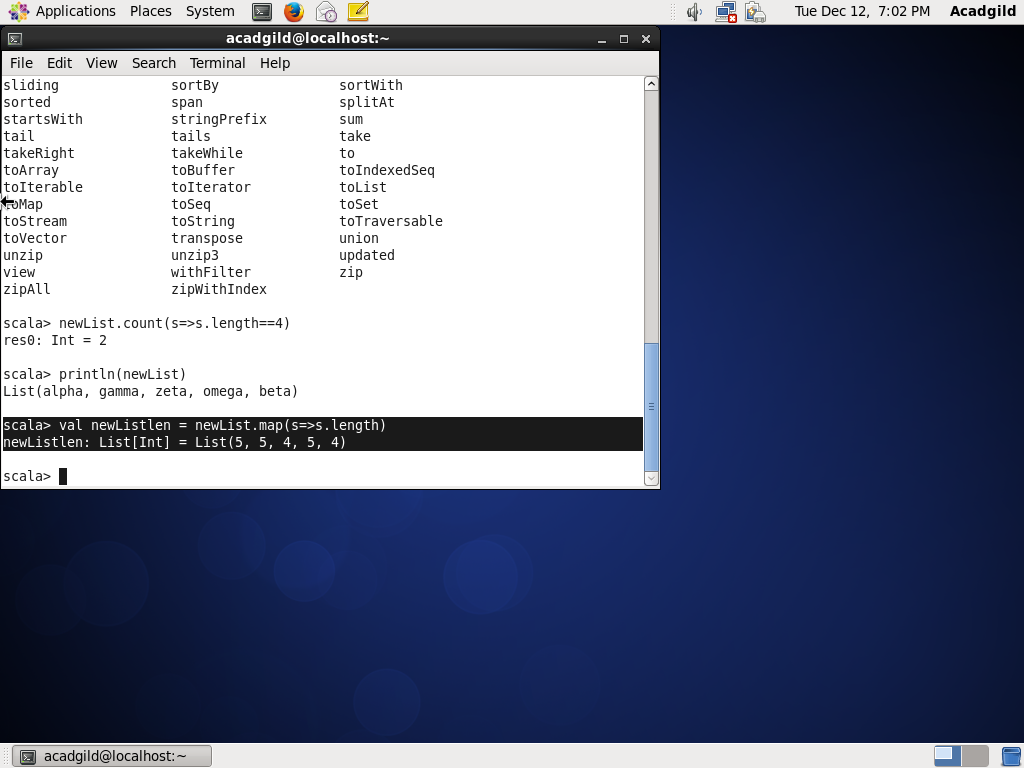 Applications Places System Tue Dec 12, 7:02 PM Acadgild
acadgild@localhost:~
File Edit View Search Terminal Help
sliding sortBy sortWith
sorted span splitAt
startsWith stringPrefix sum
tail tails take
takeRight takeWhile to
toArray toBuffer toIndexedSeq
toIterable toIterator toList
toMap toSeq toSet
toStream toString toTraversable
toVector transpose union
unzip unzip3 updated
view withFilter zip
zipAll zipWithIndex
scala> newList.count(s=>s.length==4)
res0: Int = 2
scala> println(newList)
List(alpha, gamma, zeta, omega, beta)
scala> val newListlen = newList.map(s=>s.length)
newListlen: List[Int] = List(5, 5, 4, 5, 4)
scala>
acadgild@localhost:~